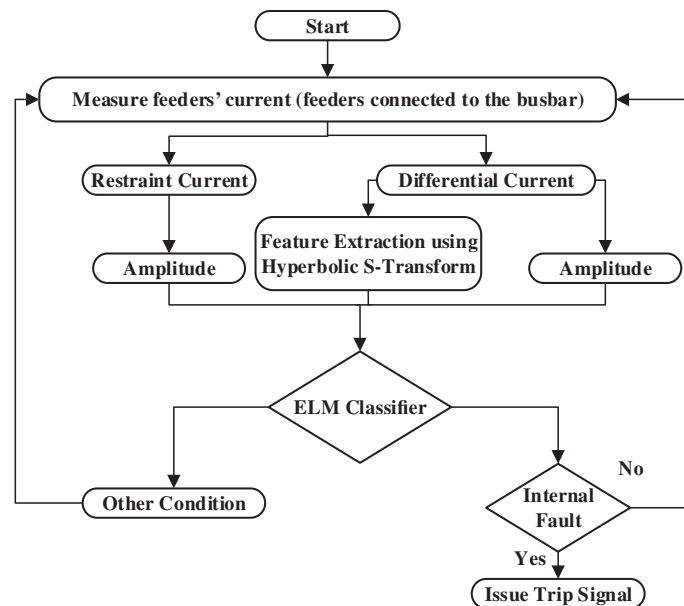 Start
Measure feeders' current (feeders connected to the busbar)
Restraint Current
Differential Current
Feature Extraction using
Hyperbolic S-Transform
Amplitude
Amplitude
ELM Classifier
Other Condition
No
Internal
Fault
Yes
Issue Trip Signal